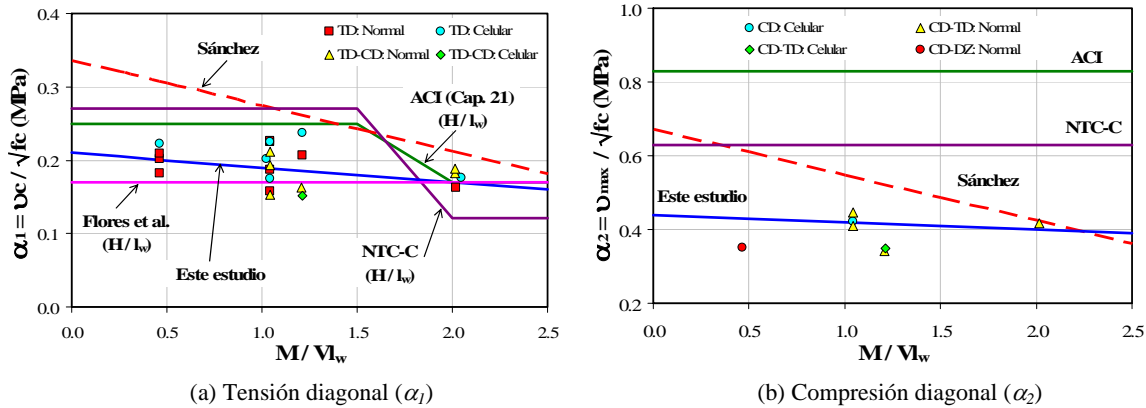 TD: Normal
TD: Celular
TD-CD: Normal
TD-CD: Celular
Sánchez
ACI (Cap. 21)
(H / lw)
Flores et al.
(H / lw)
Este estudio
NTC-C
(H / lw)
α1 = υc / √fc (MPa)
0.4
0.3
0.2
0.1
0.0
0.0 0.5 1.0 1.5 2.0 2.5
M / Vlw
(a) Tensión diagonal (α1)
CD: Celular
CD-TD: Normal
CD-TD: Celular
CD-DZ: Normal
ACI
NTC-C
Sánchez
Este estudio
α2 = υmax / √fc (MPa)
1.0
0.8
0.6
0.4
0.2
0.0 0.5 1.0 1.5 2.0 2.5
M / Vlw
(b) Compresión diagonal (α2)